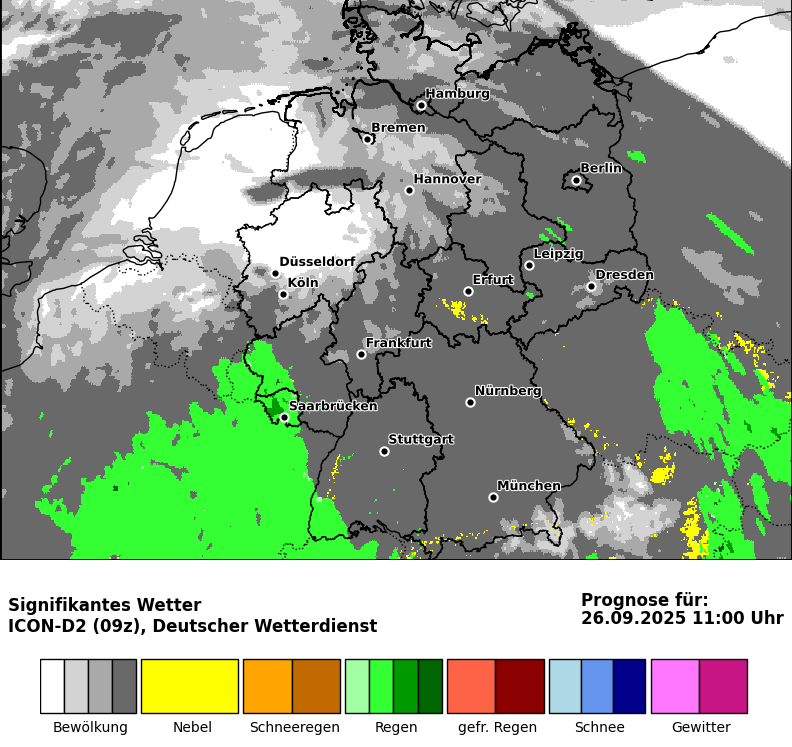 Hamburg
Bremen
Berlin
Hannover
Leipzig
Düsseldorf
Dresden
Köln
Erfurt
Frankfurt
Nürnberg
Saarbrücken
Stuttgart
München
Signifikantes Wetter
ICON-D2 (09z), Deutscher Wetterdienst
Prognose für:
26.09.2025 11:00 Uhr
Bewölkung
Nebel
Schneeregen
Regen
gefr. Regen
Schnee
Gewitter